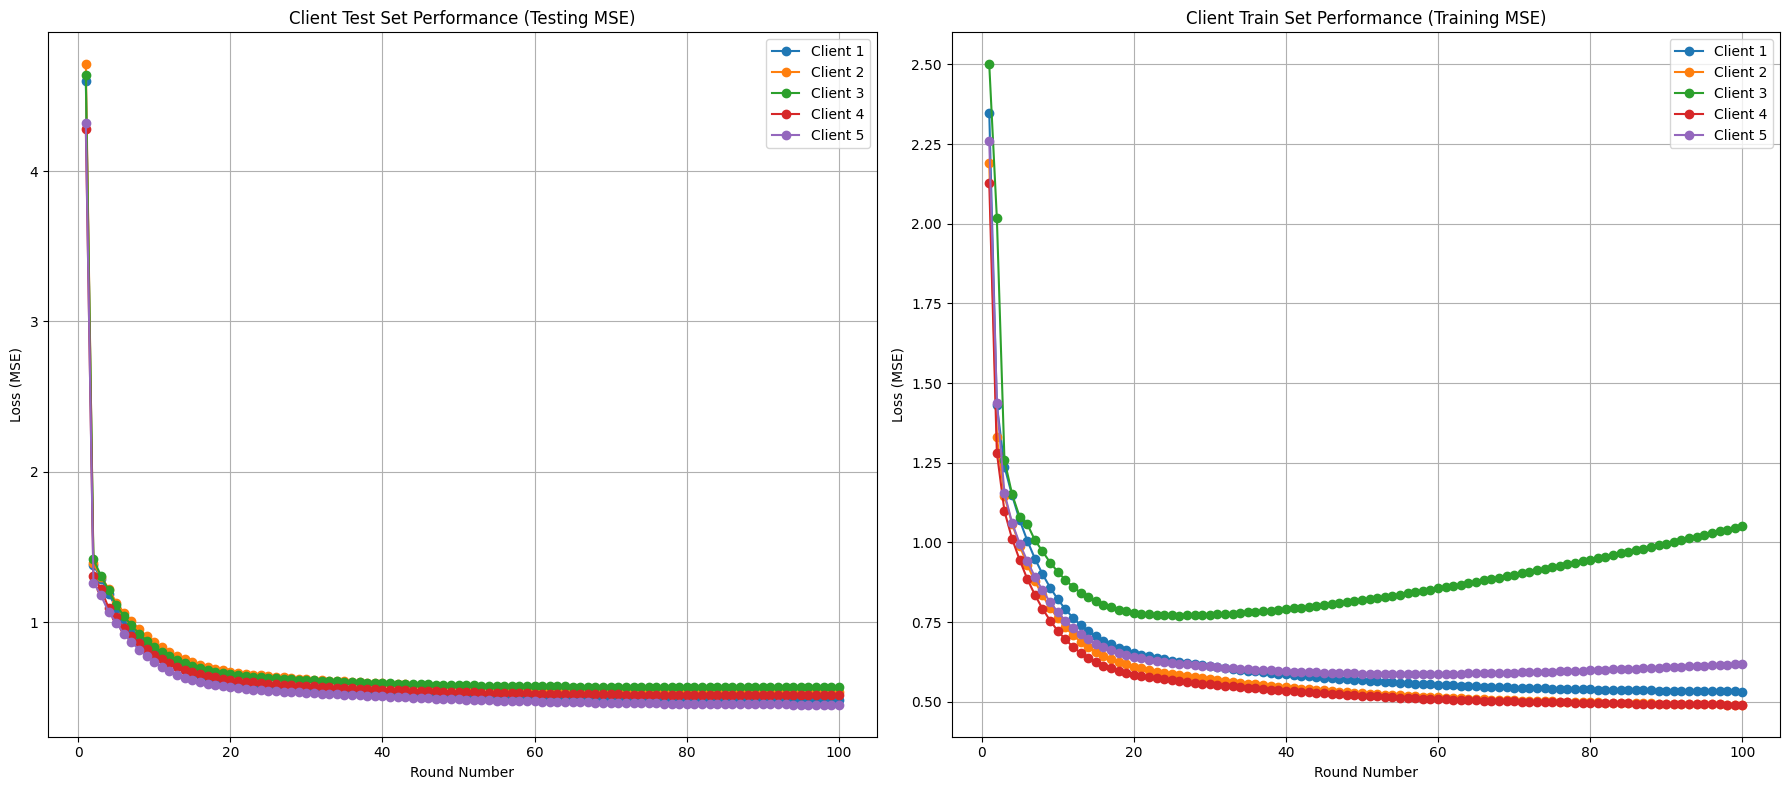 Client Test Set Performance (Testing MSE)
Client 1
Client 2
Client 3
Client 4
Client 5
4
3
2
1
Loss (MSE)
0
20
40
60
80
100
Round Number
Client Train Set Performance (Training MSE)
Client 1
Client 2
Client 3
Client 4
Client 5
2.50
2.25
2.00
1.75
1.50
1.25
1.00
0.75
0.50
Loss (MSE)
0
20
40
60
80
100
Round Number